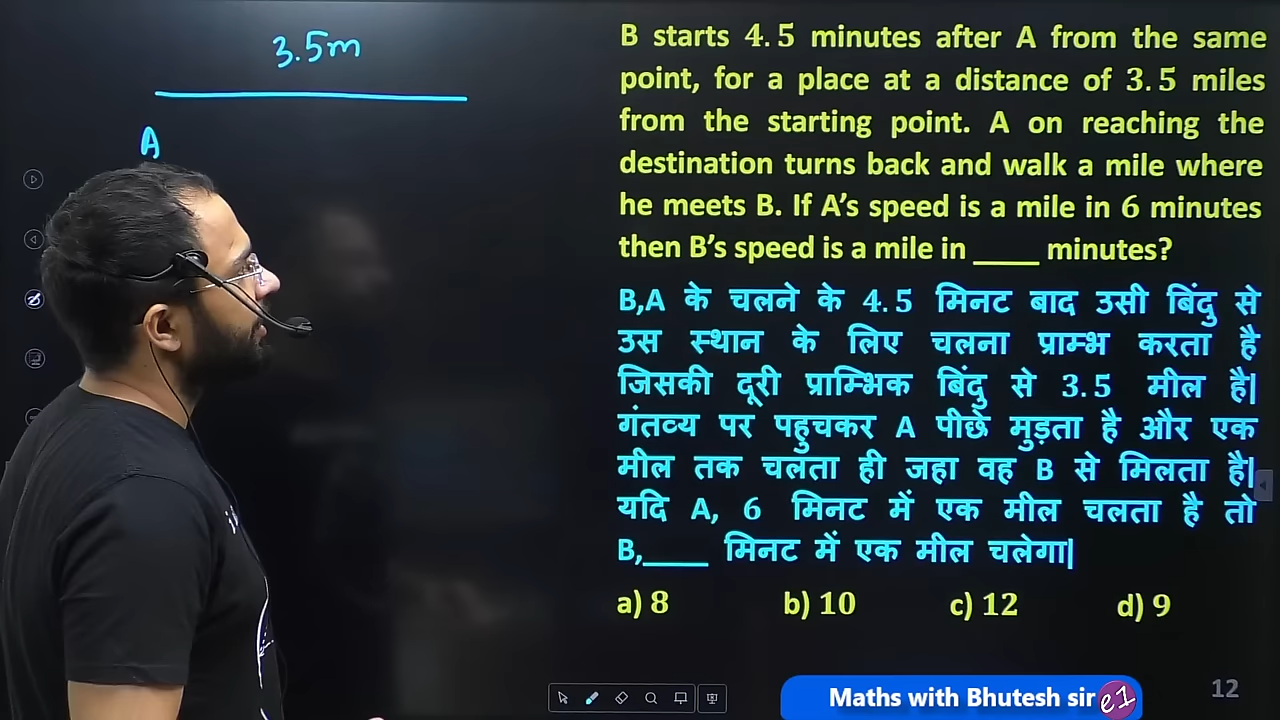 3.5m
A
B starts 4.5 minutes after A from the same
point, for a place at a distance of 3.5 miles
from the starting point. A on reaching the
destination turns back and walk a mile where
he meets B. If A's speed is a mile in 6 minutes
then B's speed is a mile in ____ minutes?
B,A के चलने के 4.5 मिनट बाद उसी बिंदु से
उस स्थान के लिए चलना प्राम्भ करता है
जिसकी दूरी प्राम्भिक बिंदु से 3.5 मील है|
गंतव्य पर पहुचकर A पीछे मुड़ता है और एक
मील तक चलता ही जहा वह B से मिलता है|
यदि A, 6 मिनट में एक मील चलता है तो
B,____ मिनट में एक मील चलेगा|
a) 8 b) 10 c) 12 d) 9
Maths with Bhutesh sir e1
12